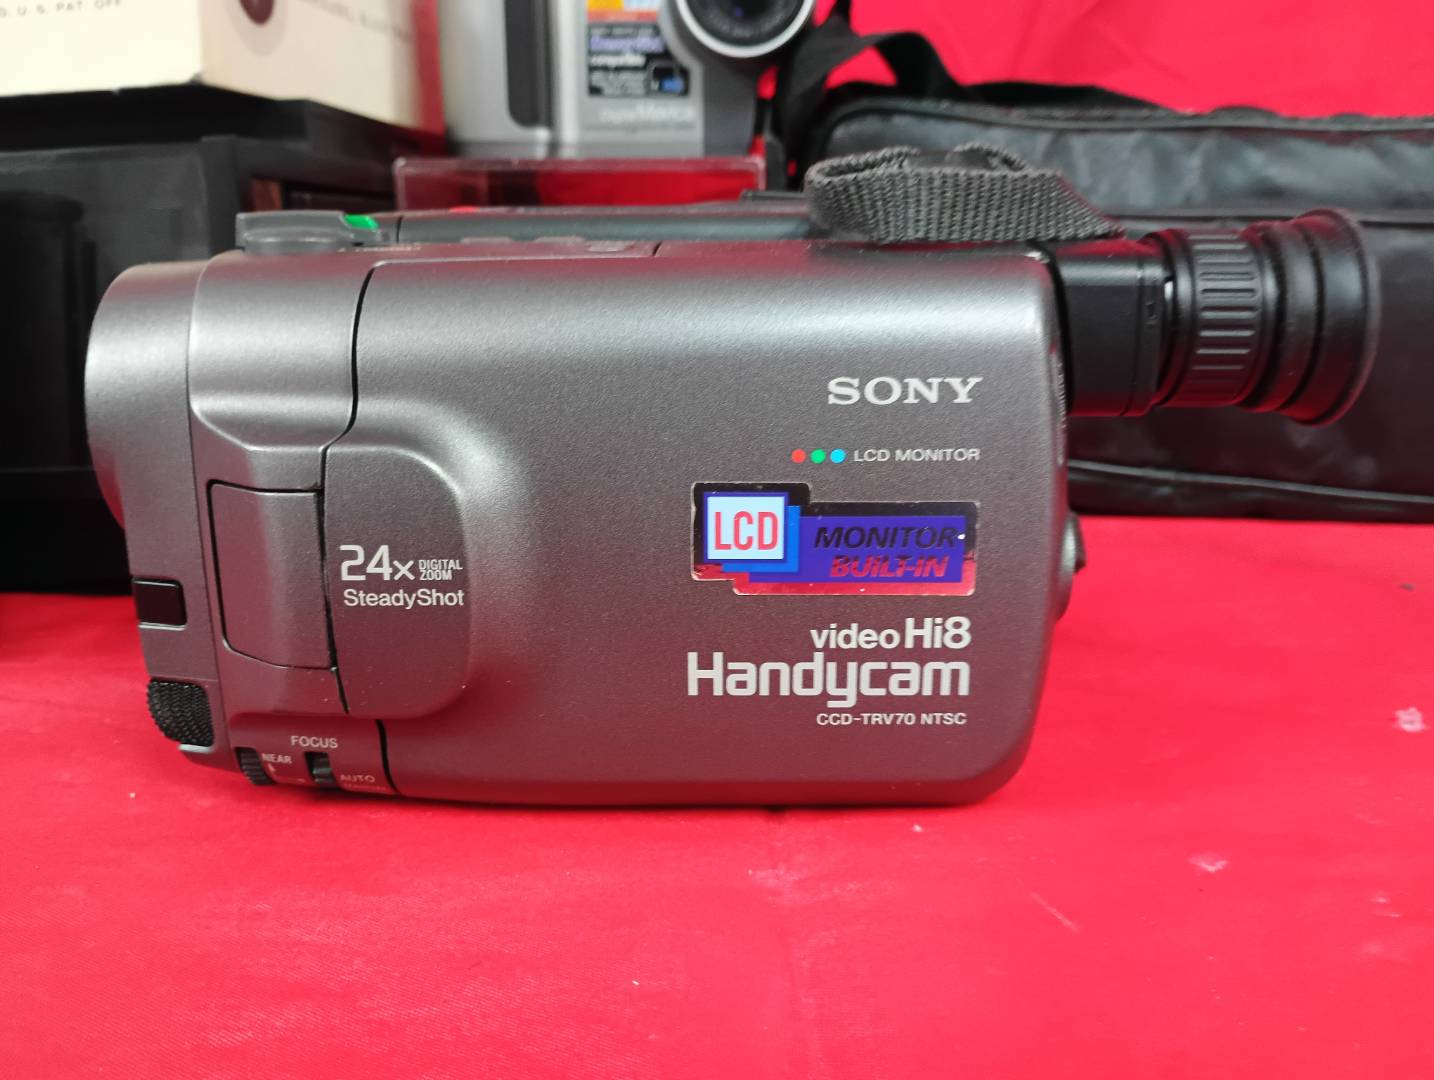 U.S. PAT. OFF.
compatible
SONY
LCD MONITOR
LCD
MONITOR
BUILT-IN
24x DIGITAL
ZOOM
SteadyShot
video Hi8
Handycam
CCD-TRV70 NTSC
FOCUS
NEAR
AUTO